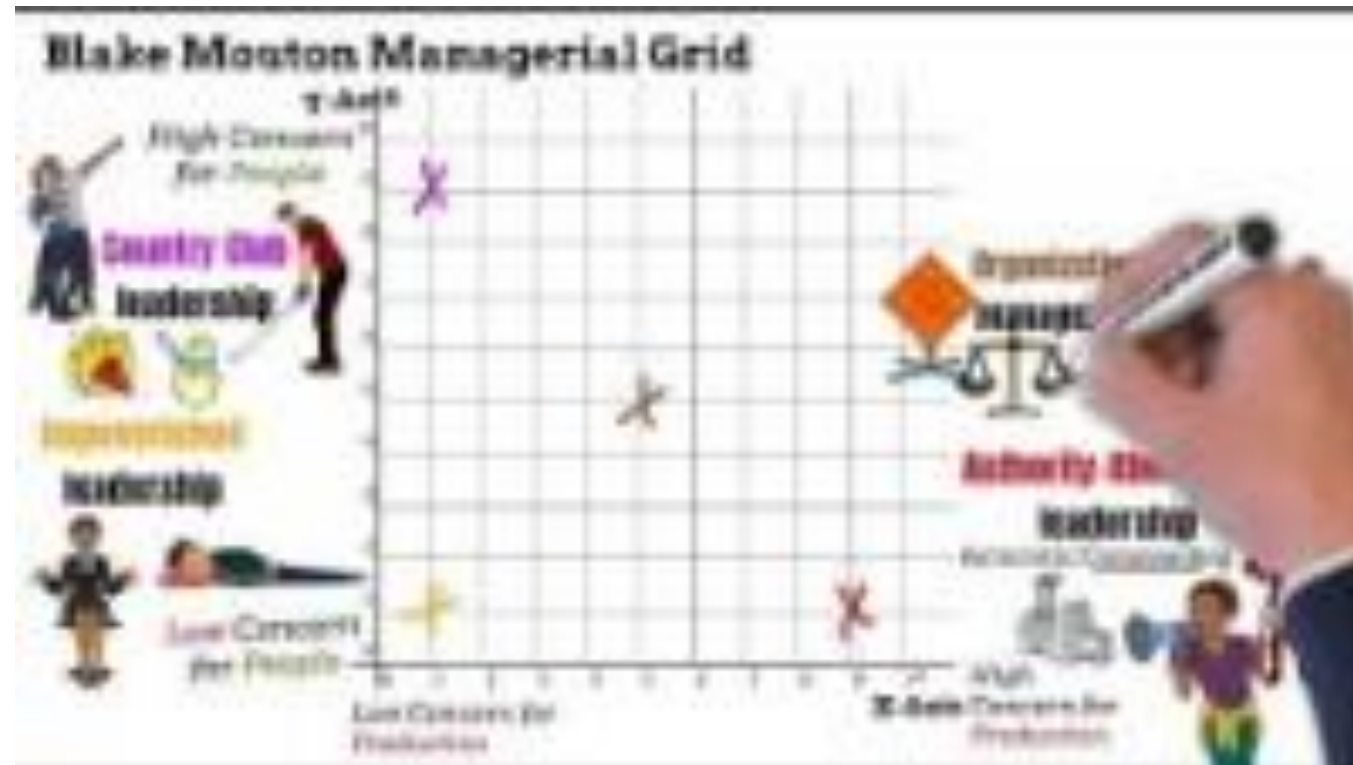 Blake Mouton Managerial Grid
Y-Axis
High Concern
for People
Country Club
leadership
Impoverished
leadership
Low Concern
for People
Low Concern for
Production
Organization
manage
Authority
leadership
X-Axis
High
Concern for
Production